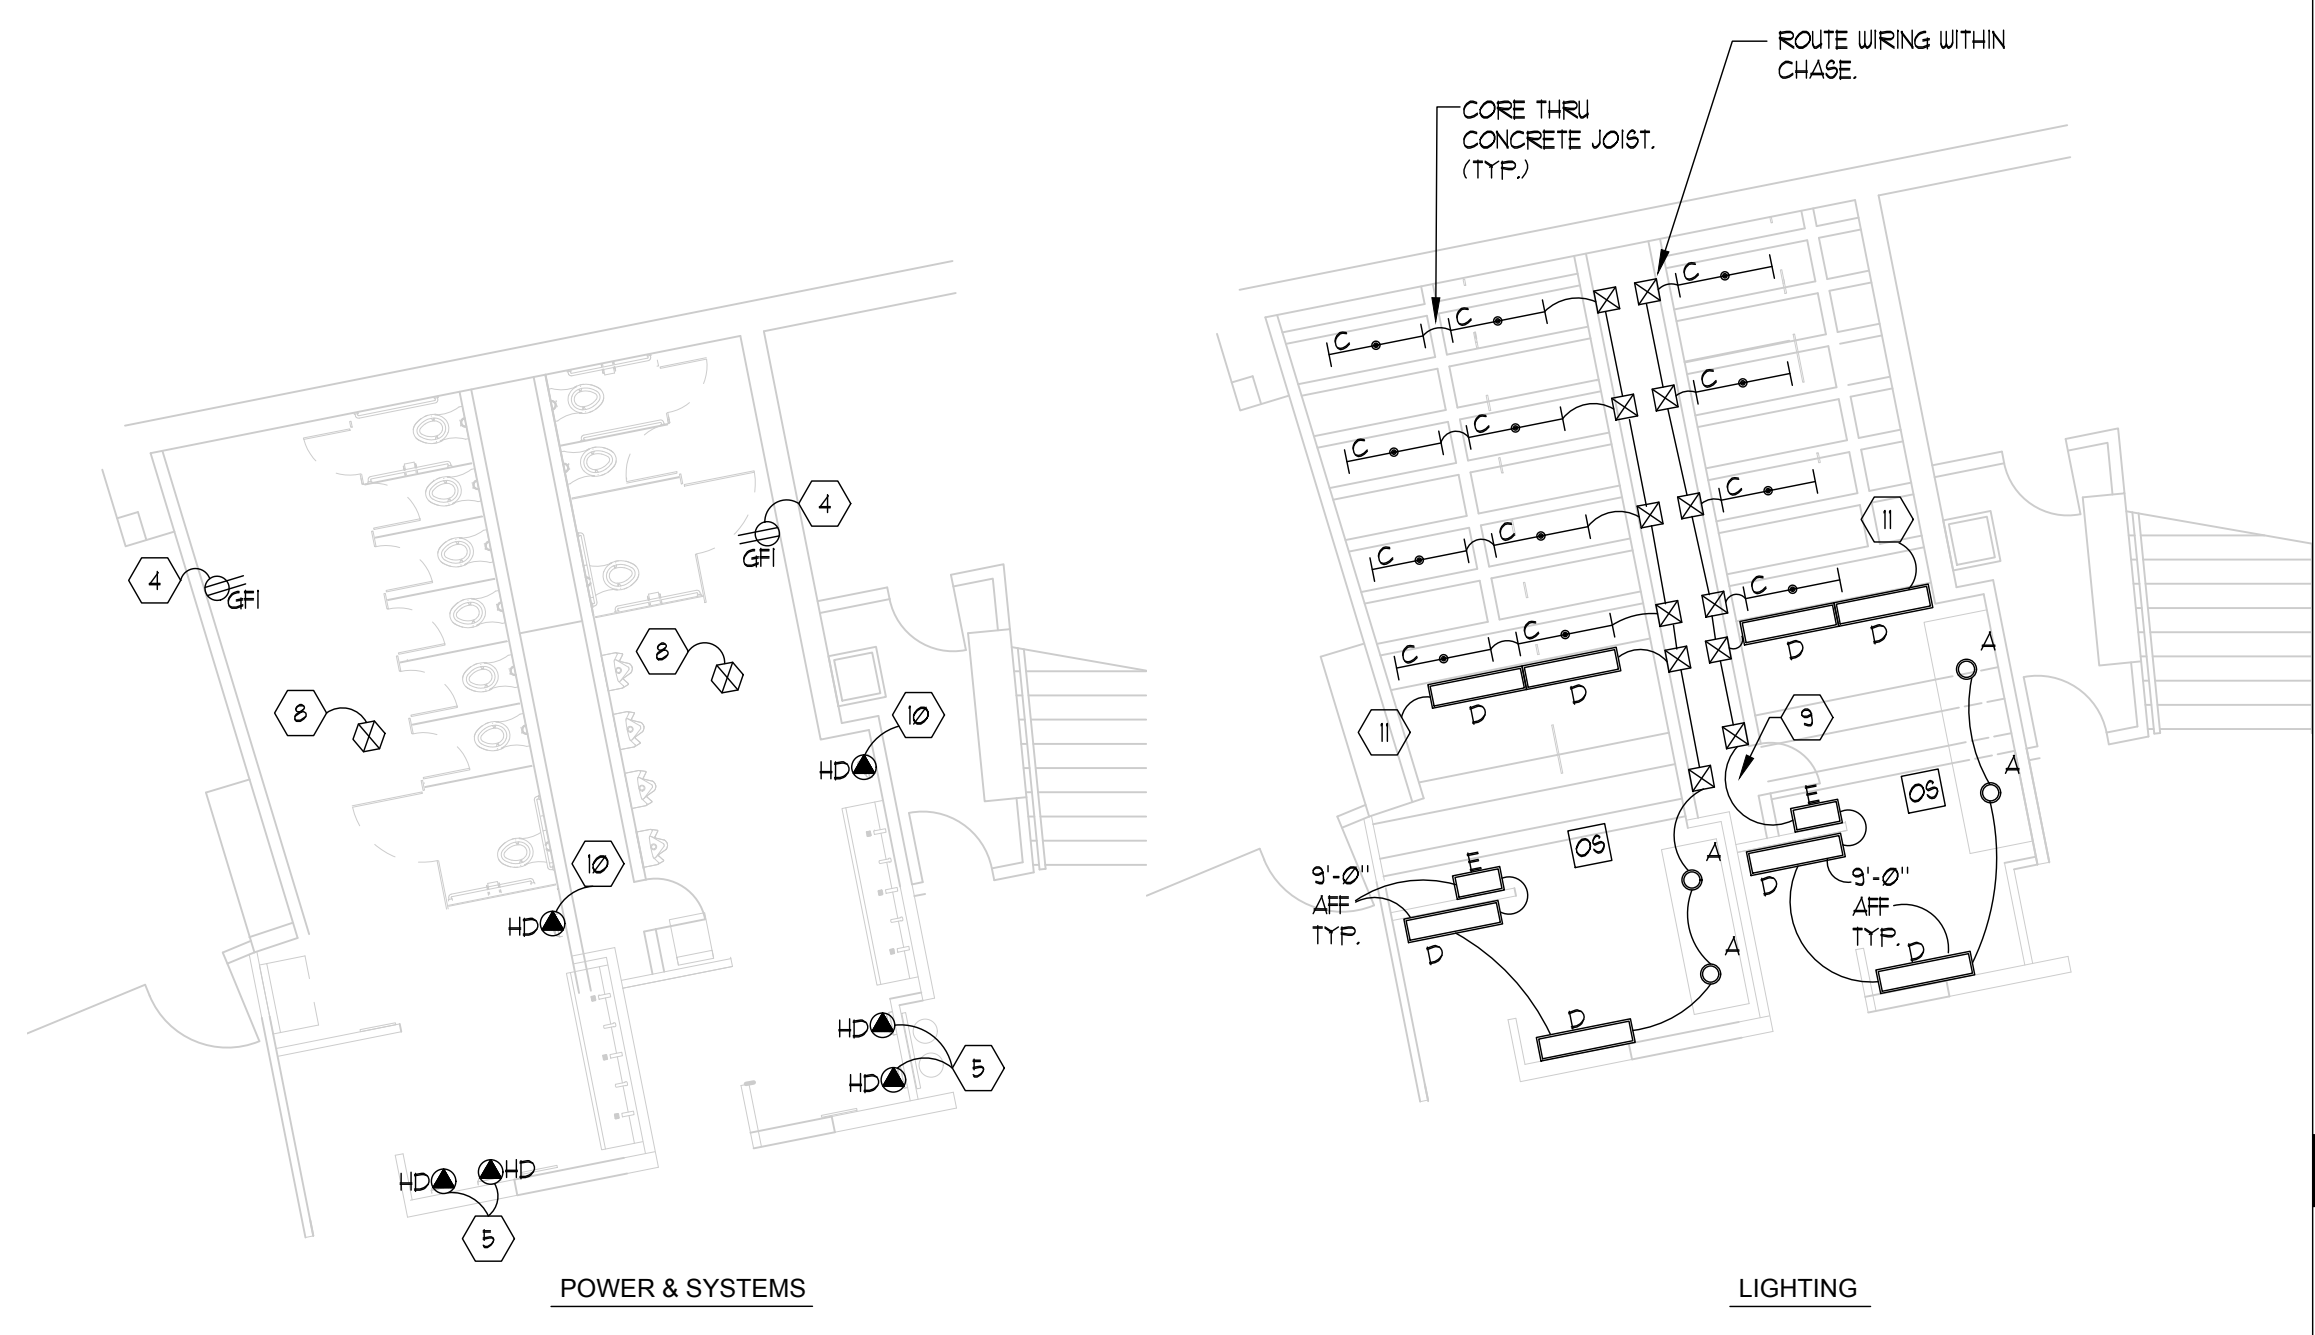 ROUTE WIRING WITHIN
CHASE.
CORE THRU
CONCRETE JOIST.
(TYP.)
4
GFI
4
GFI
8
8
10
HD
10
HD
HD
HD
5
HD
HD
5
POWER & SYSTEMS
C
C
C
C
C
C
C
C
C
C
C
C
11
D
D
11
D
D
A
9
A
E
OS
OS
A
E
9'-0"
AFF
TYP.
D
D
9'-0"
AFF
TYP.
A
D
D
LIGHTING